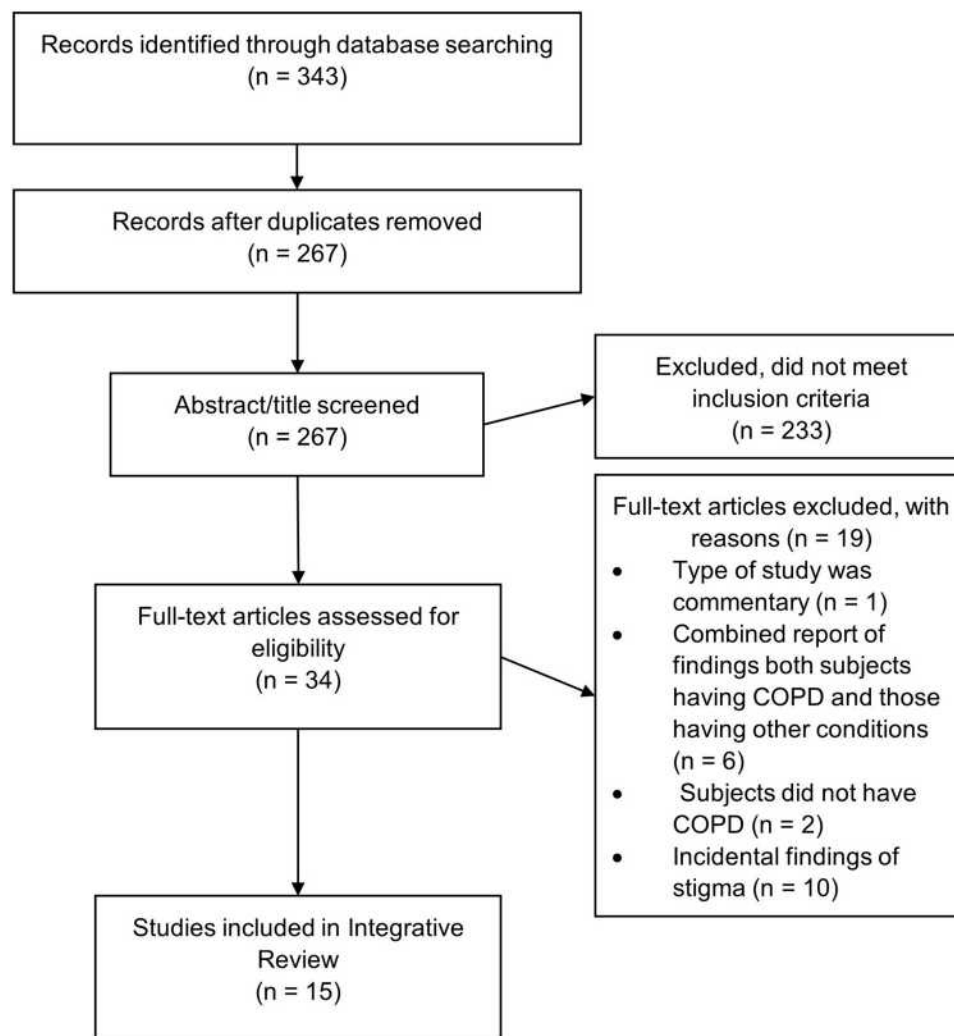 Records identified through database searching
(n = 343)
Records after duplicates removed
(n = 267)
Abstract/title screened
(n = 267)
Excluded, did not meet
inclusion criteria
(n = 233)
Full-text articles assessed for
eligibility
(n = 34)
Full-text articles excluded, with
reasons (n = 19)
• Type of study was
commentary (n = 1)
• Combined report of
findings both subjects
having COPD and those
having other conditions
(n = 6)
• Subjects did not have
COPD (n = 2)
• Incidental findings of
stigma (n = 10)
Studies included in Integrative
Review
(n = 15)